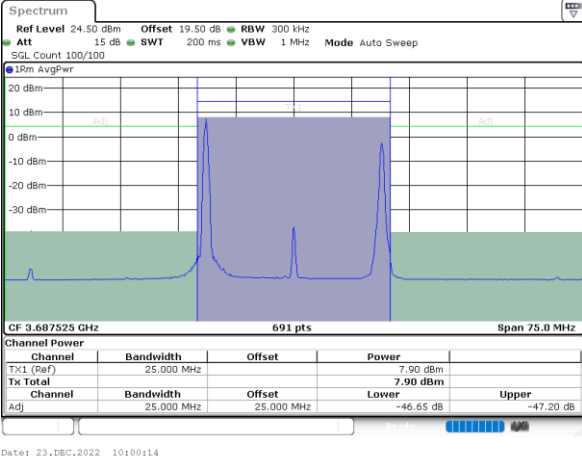 Spectrum
Ref Level 24.50 dBm Offset 19.50 dB RBW 300 kHz
Att 15 dB SWT 200 ms VBW 1 MHz Mode Auto Sweep
SGL Count 100/100
1Rm AvgPwr
20 dBm
TX1
10 dBm
Adj Adj
0 dBm
-10 dBm
-20 dBm
-30 dBm
CF 3.687525 GHz 691 pts Span 75.0 MHz
Channel Power
Channel Bandwidth Offset Power
TX1 (Ref) 25.000 MHz 7.90 dBm
Tx Total 7.90 dBm
Channel Bandwidth Offset Lower Upper
Adj 25.000 MHz 25.000 MHz -46.65 dB -47.20 dB
Ready
Date: 23.DEC.2022 10:00:14